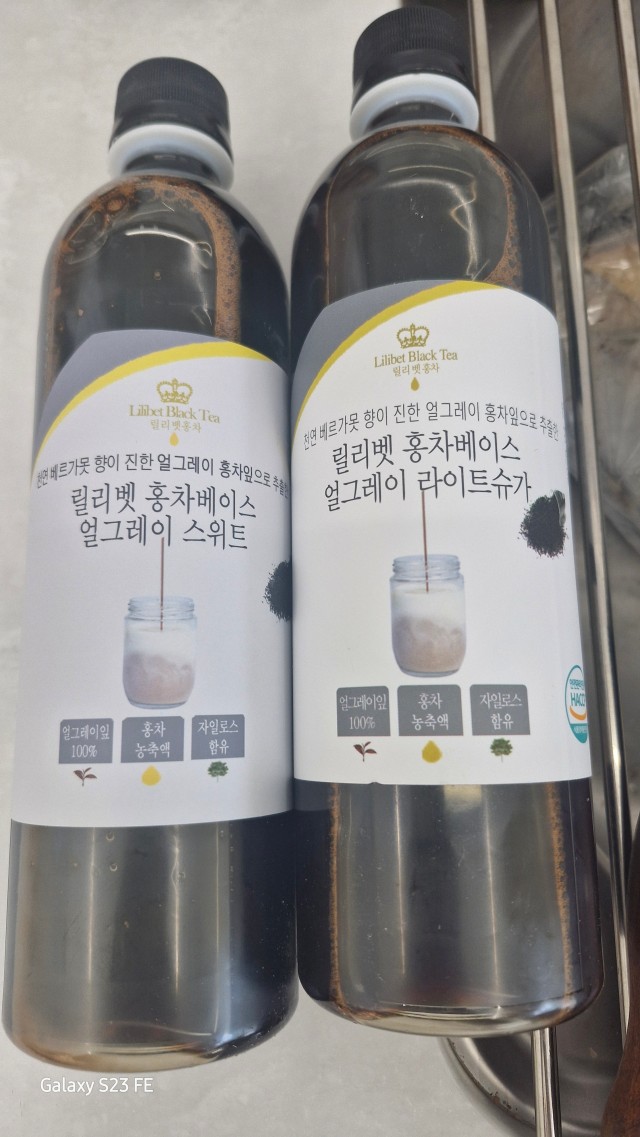 Lilibet Black Tea
릴리벳홍차
천연 베르가못 향이 진한 얼그레이 홍차잎으로 추출한
릴리벳 홍차베이스
얼그레이 스위트
얼그레이잎
100%
홍차
농축액
자일로스
함유
Lilibet Black Tea
릴리벳홍차
천연 베르가못 향이 진한 얼그레이 홍차잎으로 추출한
릴리벳 홍차베이스
얼그레이 라이트슈가
얼그레이잎
100%
홍차
농축액
자일로스
함유
Galaxy S23 FE